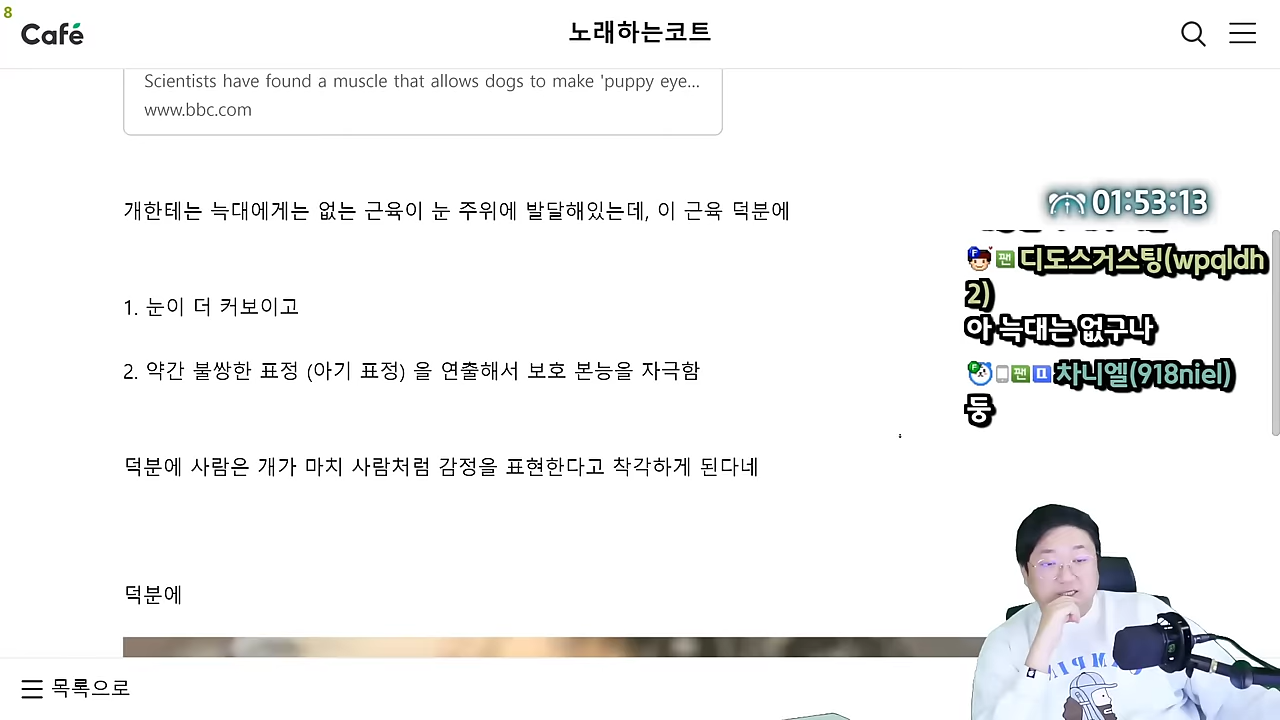 8
Café
노래하는코트
Scientists have found a muscle that allows dogs to make 'puppy eye...
www.bbc.com
개한테는 늑대에게는 없는 근육이 눈 주위에 발달해있는데, 이 근육 덕분에
1. 눈이 더 커보이고
2. 약간 불쌍한 표정 (아기 표정) 을 연출해서 보호 본능을 자극함
덕분에 사람은 개가 마치 사람처럼 감정을 표현한다고 착각하게 된다네
덕분에
목록으로
01:53:13
F 팬 디도스거스팅(wpqldh
2)
아 늑대는 없구나
F 팬 차니엘(918niel)
둥